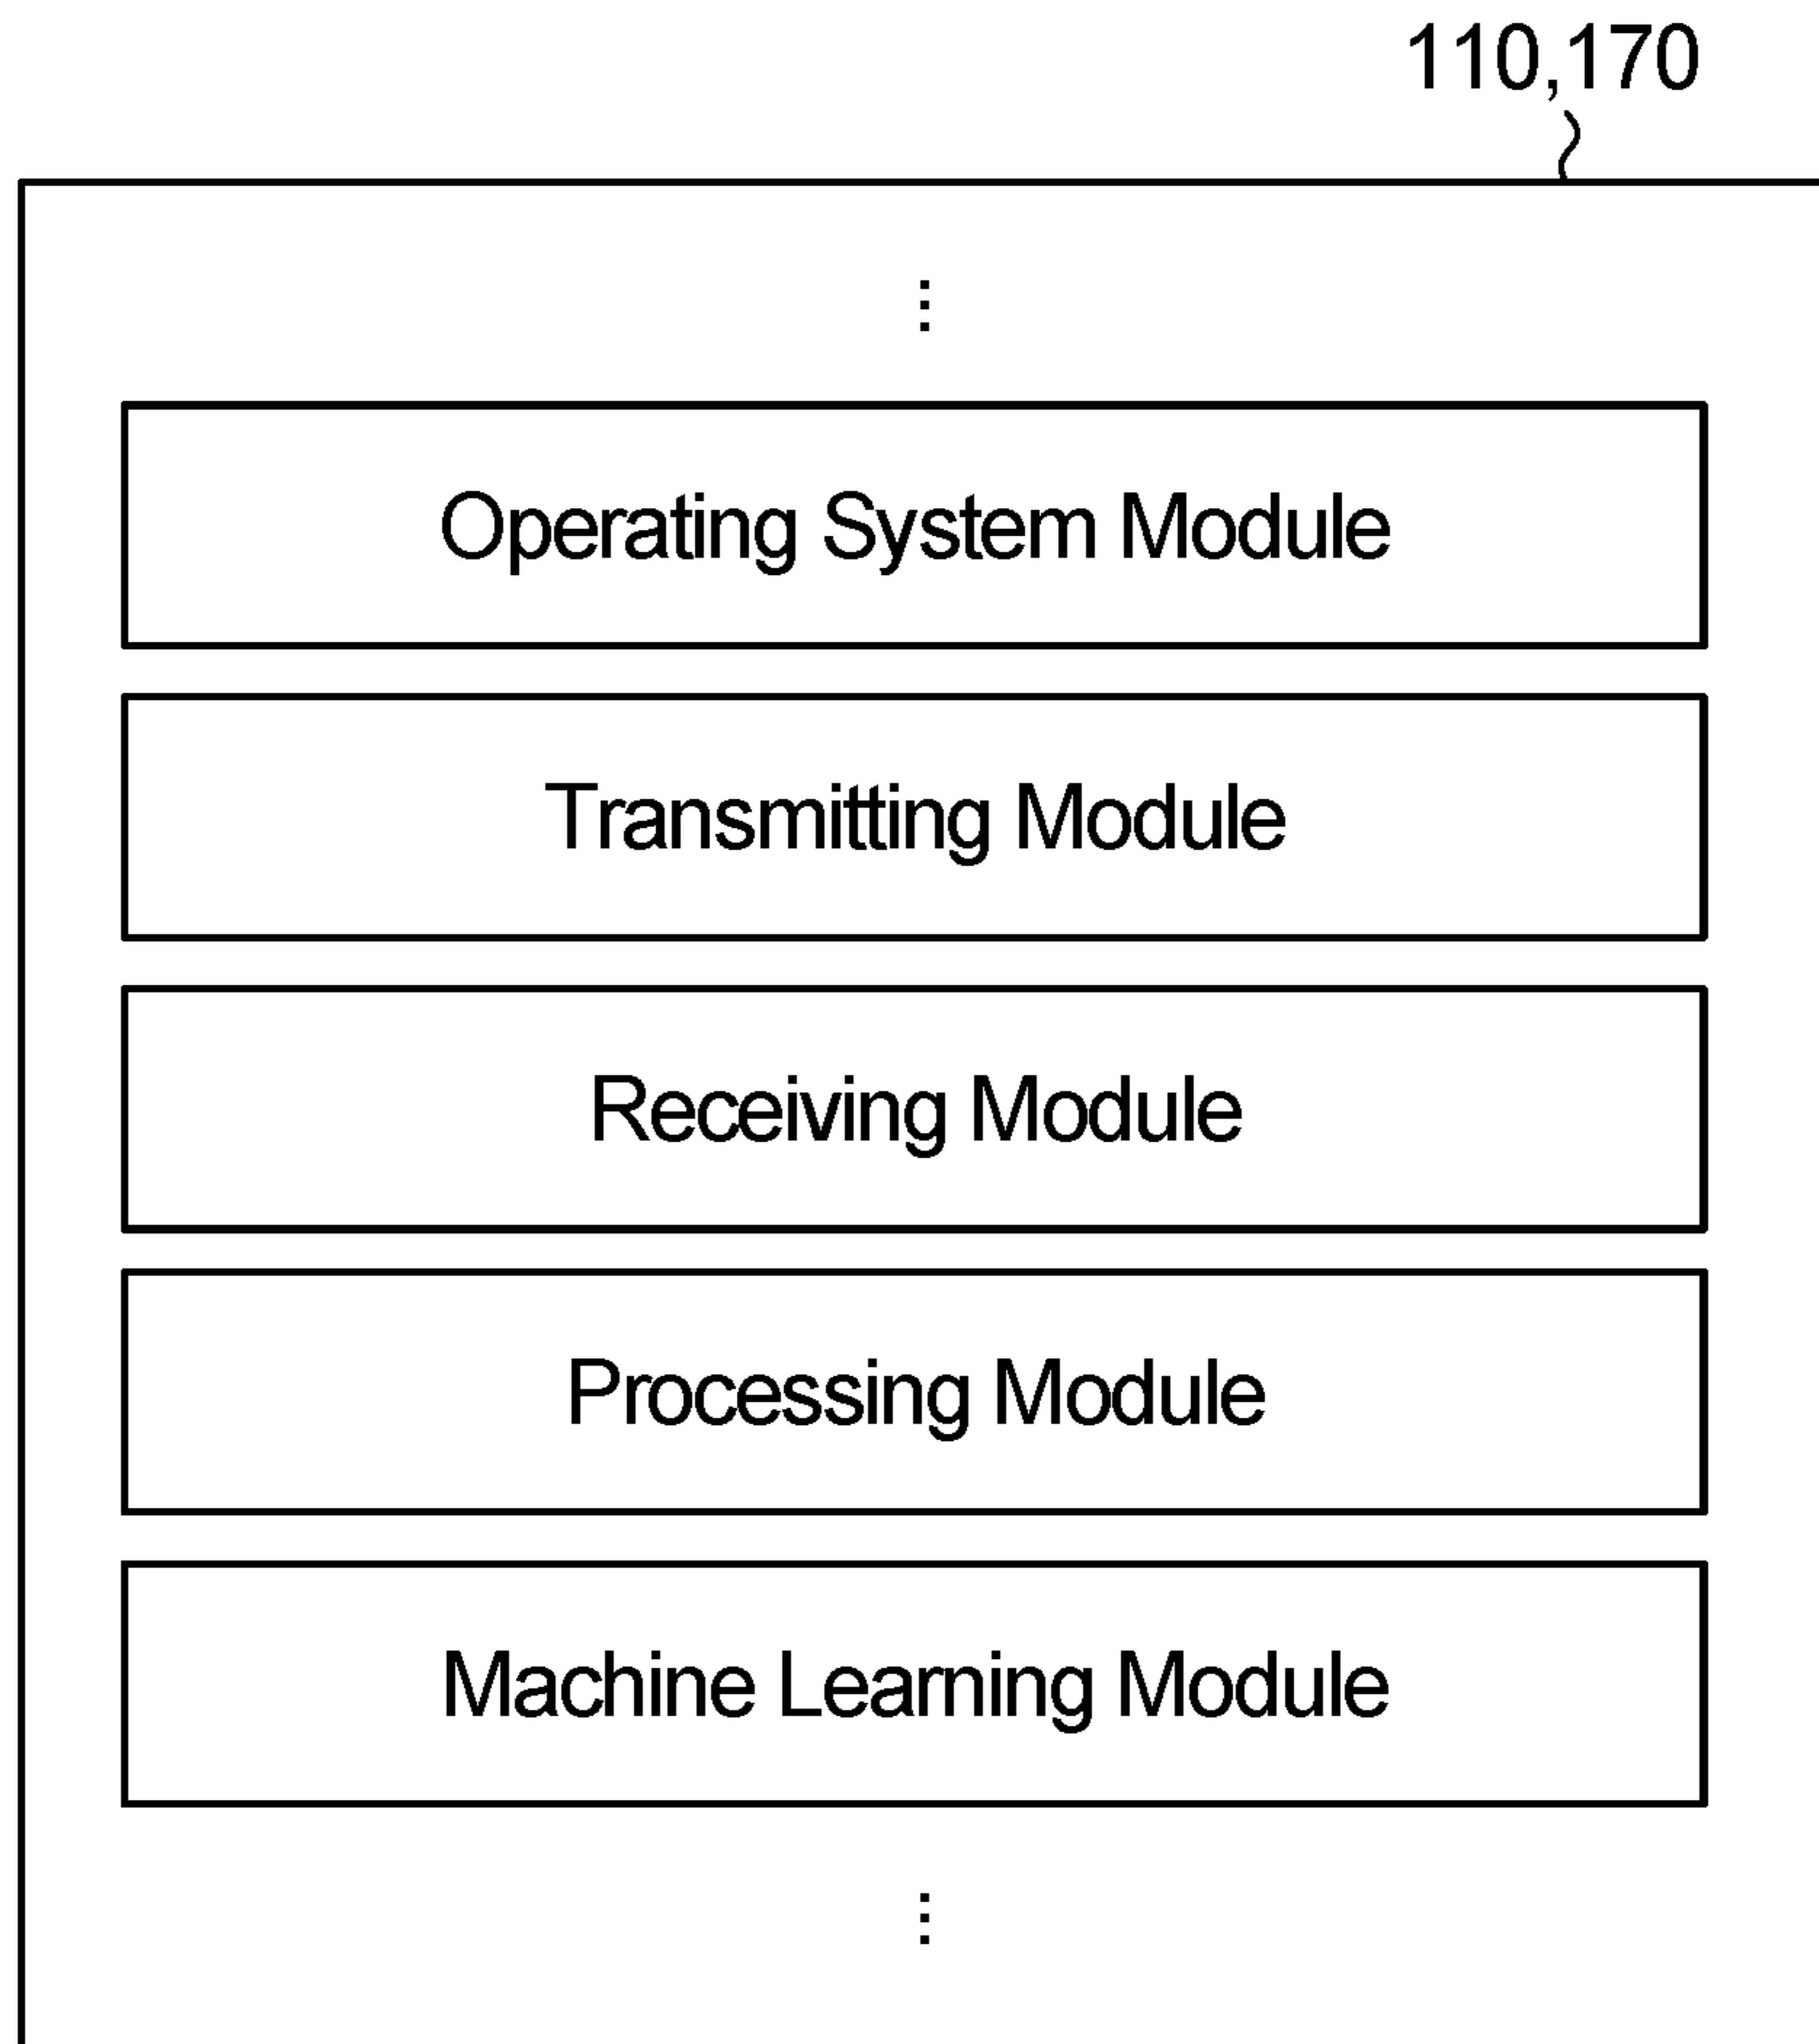 110,170
⋮
Operating System Module
Transmitting Module
Receiving Module
Processing Module
Machine Learning Module
⋮